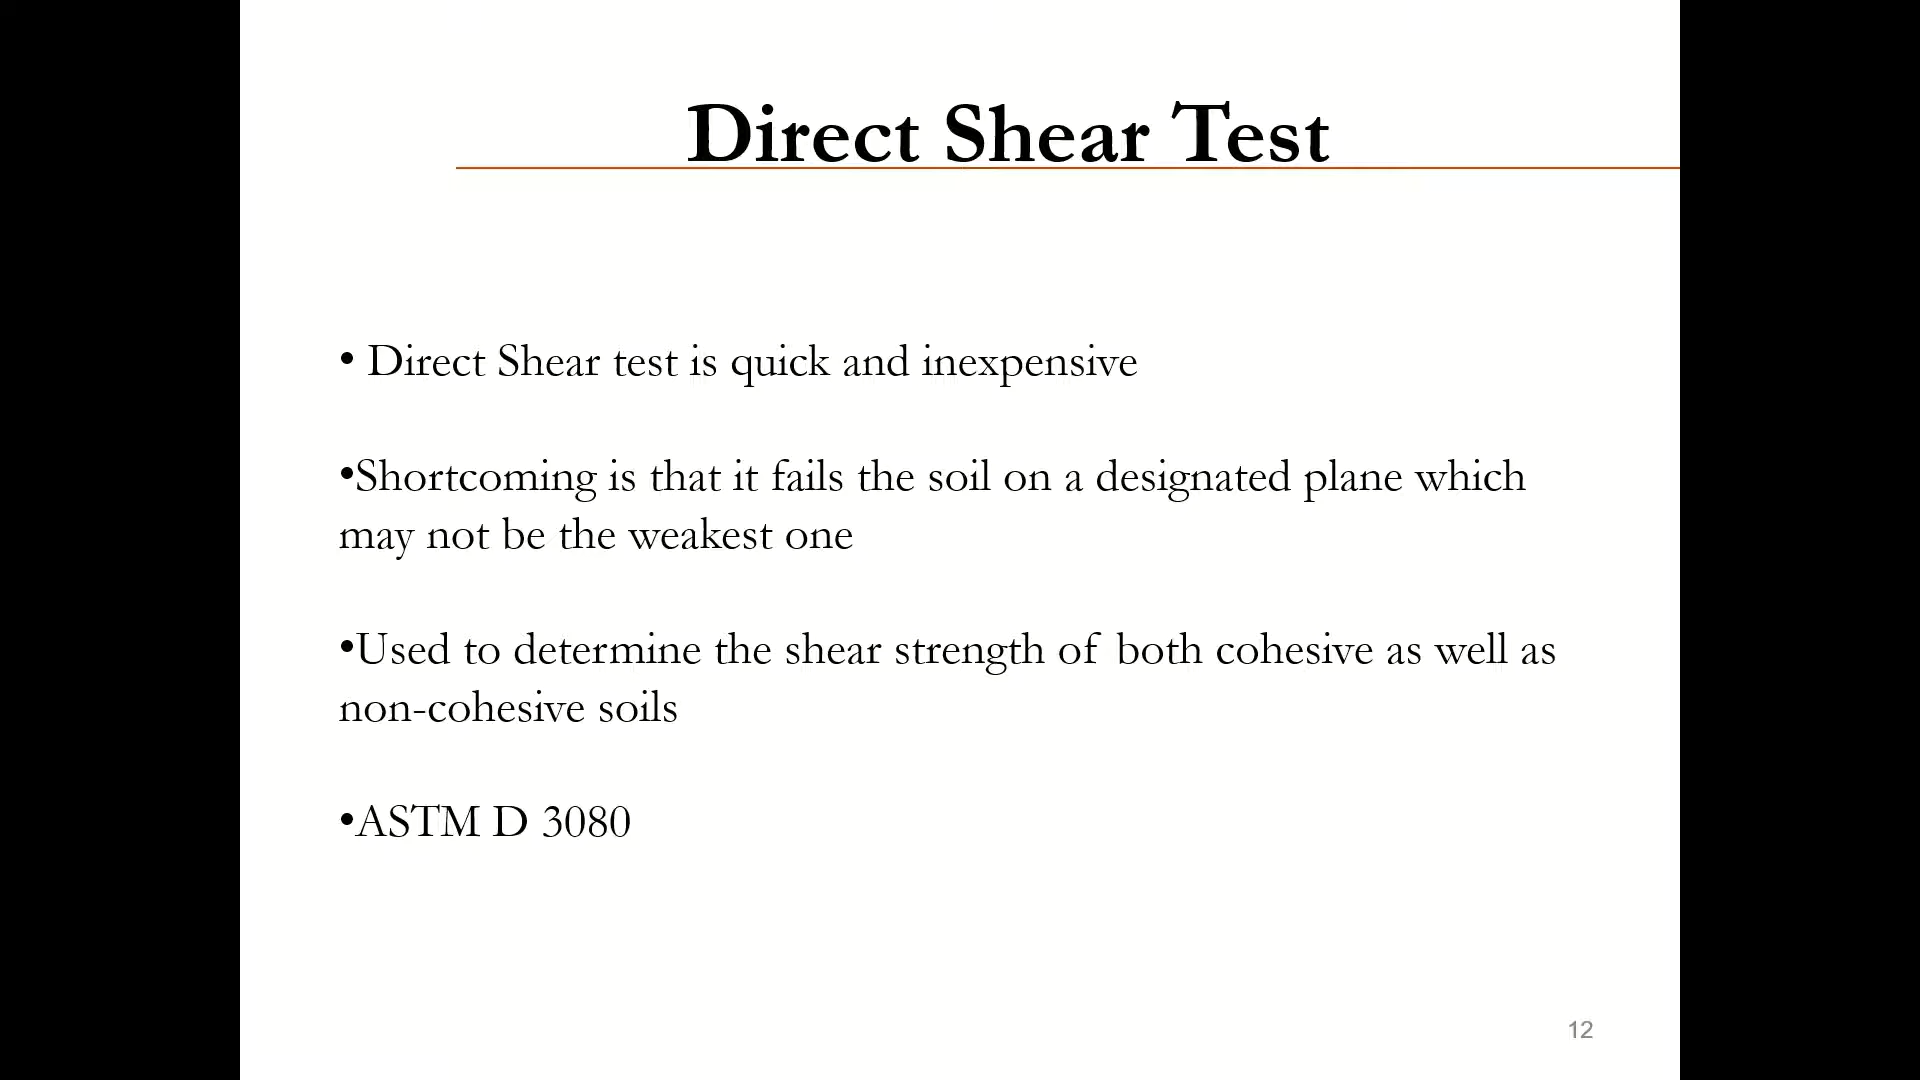 Direct Shear Test
• Direct Shear test is quick and inexpensive
•Shortcoming is that it fails the soil on a designated plane which
may not be the weakest one
•Used to determine the shear strength of both cohesive as well as
non-cohesive soils
•ASTM D 3080
12